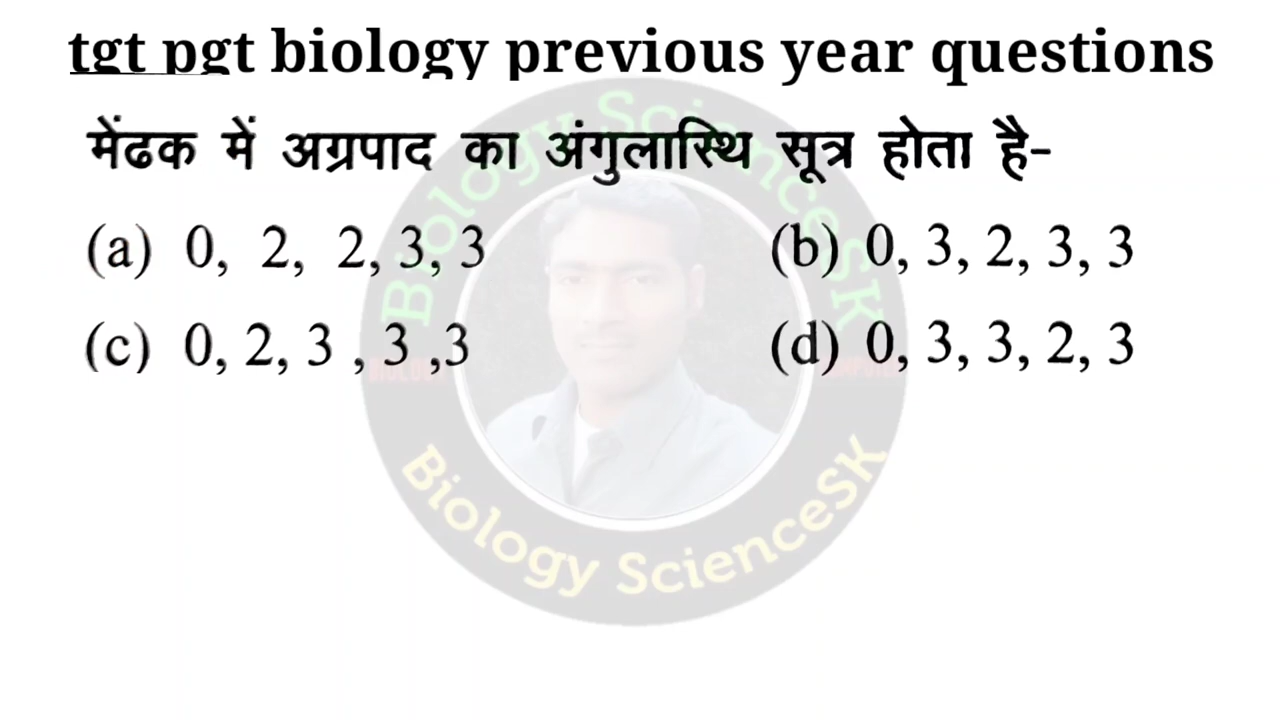 tgt pgt biology previous year questions
मेंढक में अग्रपाद का अंगुलास्थि सूत्र होता है-
(a) 0, 2, 2, 3, 3
(b) 0, 3, 2, 3, 3
(c) 0, 2, 3 , 3 ,3
(d) 0, 3, 3, 2, 3
Biology ScienceSK
BIOLOGY
Biology ScienceSK